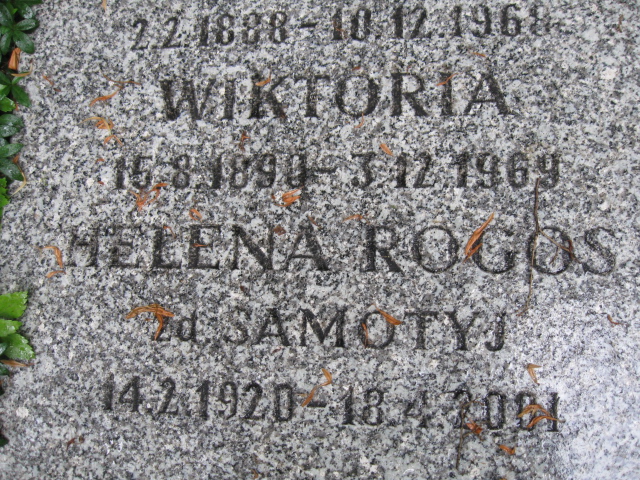 2.2.1888 - 10.12.1968
WIKTORIA
15.8.1890 - 3.12.1969
HELENA ROGOS
zd. SAMOTYJ
14.2.1920 - 18.4.2001